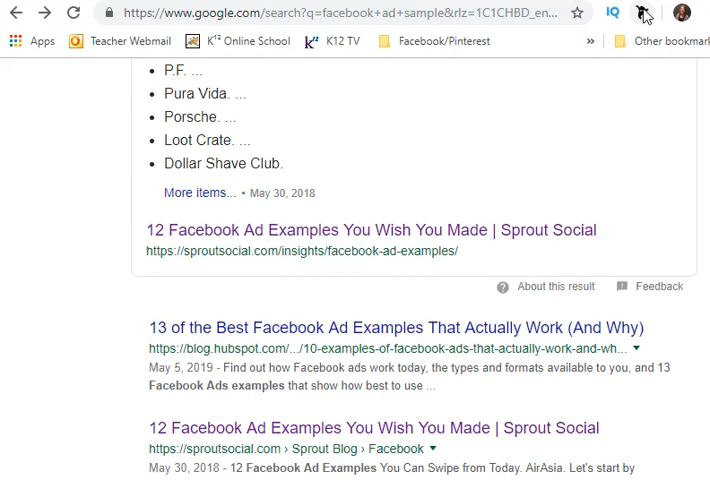 https://www.google.com/search?q=facebook+ad+sample&rlz=1C1CHBD_en... IQ
Apps Teacher Webmail K¹² Online School K12 TV Facebook/Pinterest » Other bookmark
• P.F. ...
• Pura Vida. ...
• Porsche. ...
• Loot Crate. ...
• Dollar Shave Club.
More items... • May 30, 2018
12 Facebook Ad Examples You Wish You Made | Sprout Social
https://sproutsocial.com/insights/facebook-ad-examples/
About this result Feedback
13 of the Best Facebook Ad Examples That Actually Work (And Why)
https://blog.hubspot.com/.../10-examples-of-facebook-ads-that-actually-work-and-wh...
May 5, 2019 - Find out how Facebook ads work today, the types and formats available to you, and 13
Facebook Ads examples that show how best to use ...
12 Facebook Ad Examples You Wish You Made | Sprout Social
https://sproutsocial.com › Sprout Blog › Facebook
May 30, 2018 - 12 Facebook Ad Examples You Can Swipe from Today. AirAsia. Let's start by